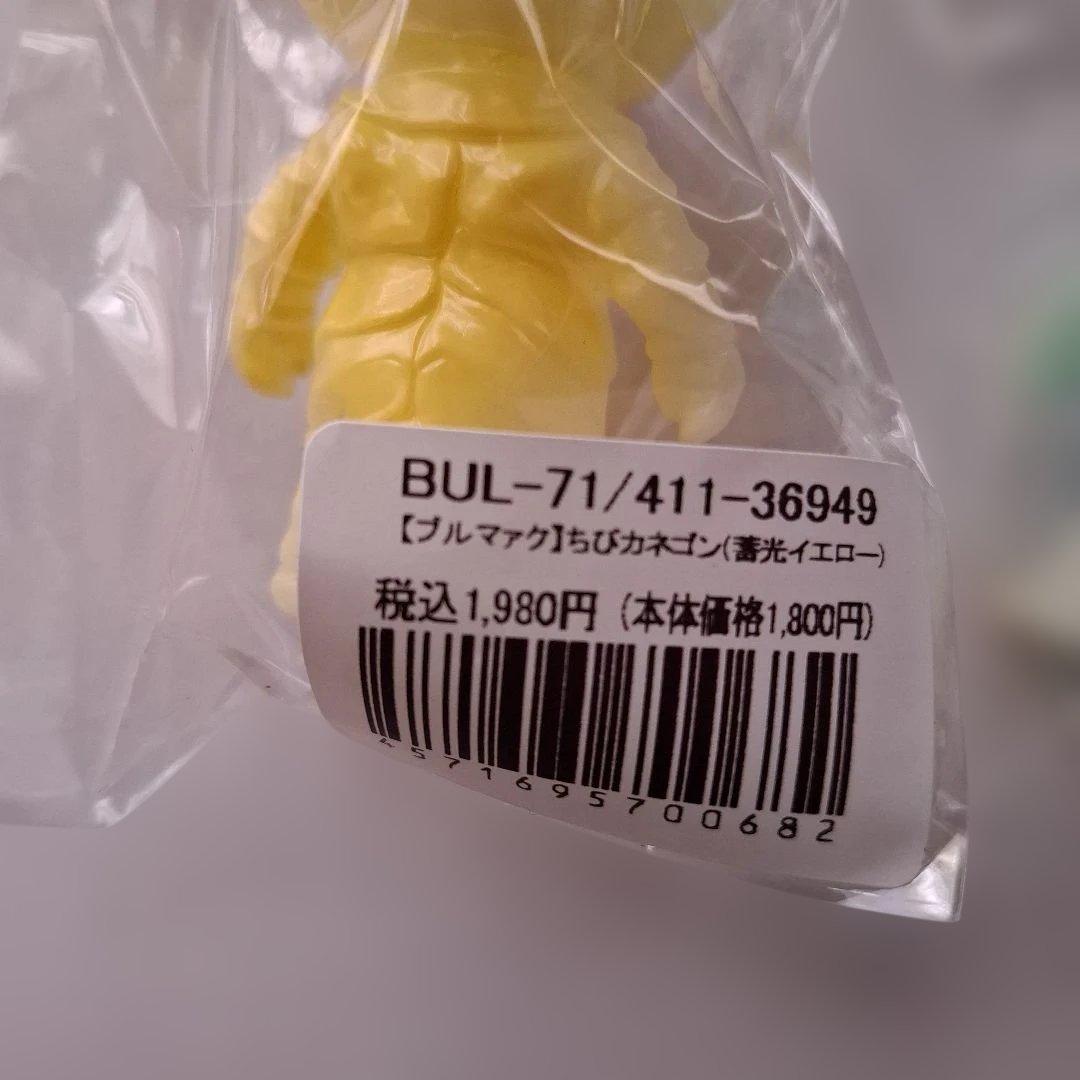 BUL-71/411-36949
【ブルマァク】ちびカネゴン(蓄光イエロー)
税込1,980円 (本体価格1,800円)
4571695700682